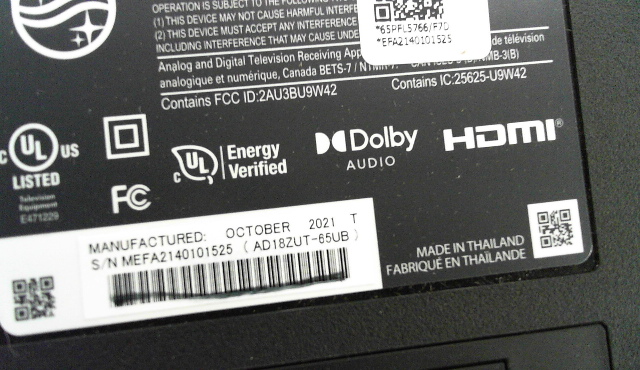 OPERATION IS SUBJECT TO THE FOLLOWING
(1) THIS DEVICE MAY NOT CAUSE HARMFUL
(2) THIS DEVICE MUST ACCEPT ANY INTERFERENCE
INCLUDING INTERFERENCE THAT MAY CAUSE UNDE
*65PFL5766/F7D
*EFA2140101525
Analog and Digital Television Receiving App
de télévision
analogique et numérique, Canada BETS-7 / NTMR-7.
Contains FCC ID:2AU3BU9W42
Contains IC:25625-U9W42
c UL US
LISTED
Television
Equipment
E471229
FC
c UL Energy
Verified
Dolby
AUDIO
HDMI®
MANUFACTURED: OCTOBER 2021 T
S/N MEFA2140101525 ( AD18ZUT-65UB )
MADE IN THAILAND
FABRIQUÉ EN THAÏLANDE